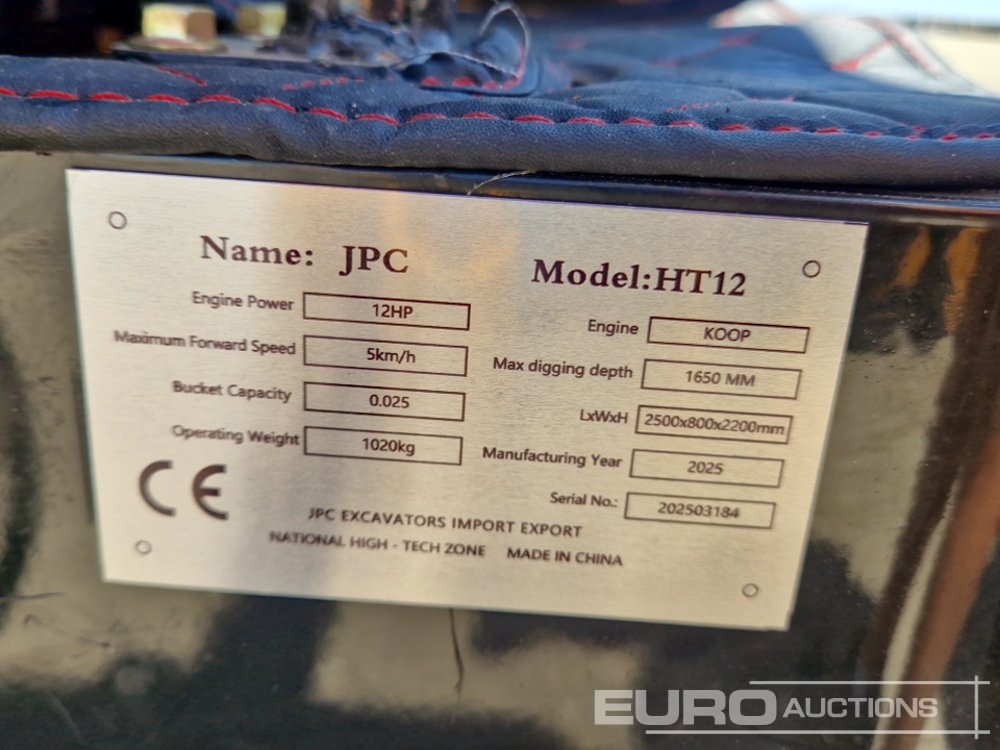 Name: JPC
Model:HT12
Engine Power 12HP
Maximum Forward Speed 5km/h
Bucket Capacity 0.025
Operating Weight 1020kg
Engine KOOP
Max digging depth 1650 MM
LxWxH 2500x800x2200mm
Manufacturing Year 2025
Serial No.: 202503184
CE
JPC EXCAVATORS IMPORT EXPORT
NATIONAL HIGH - TECH ZONE MADE IN CHINA
EURO AUCTIONS